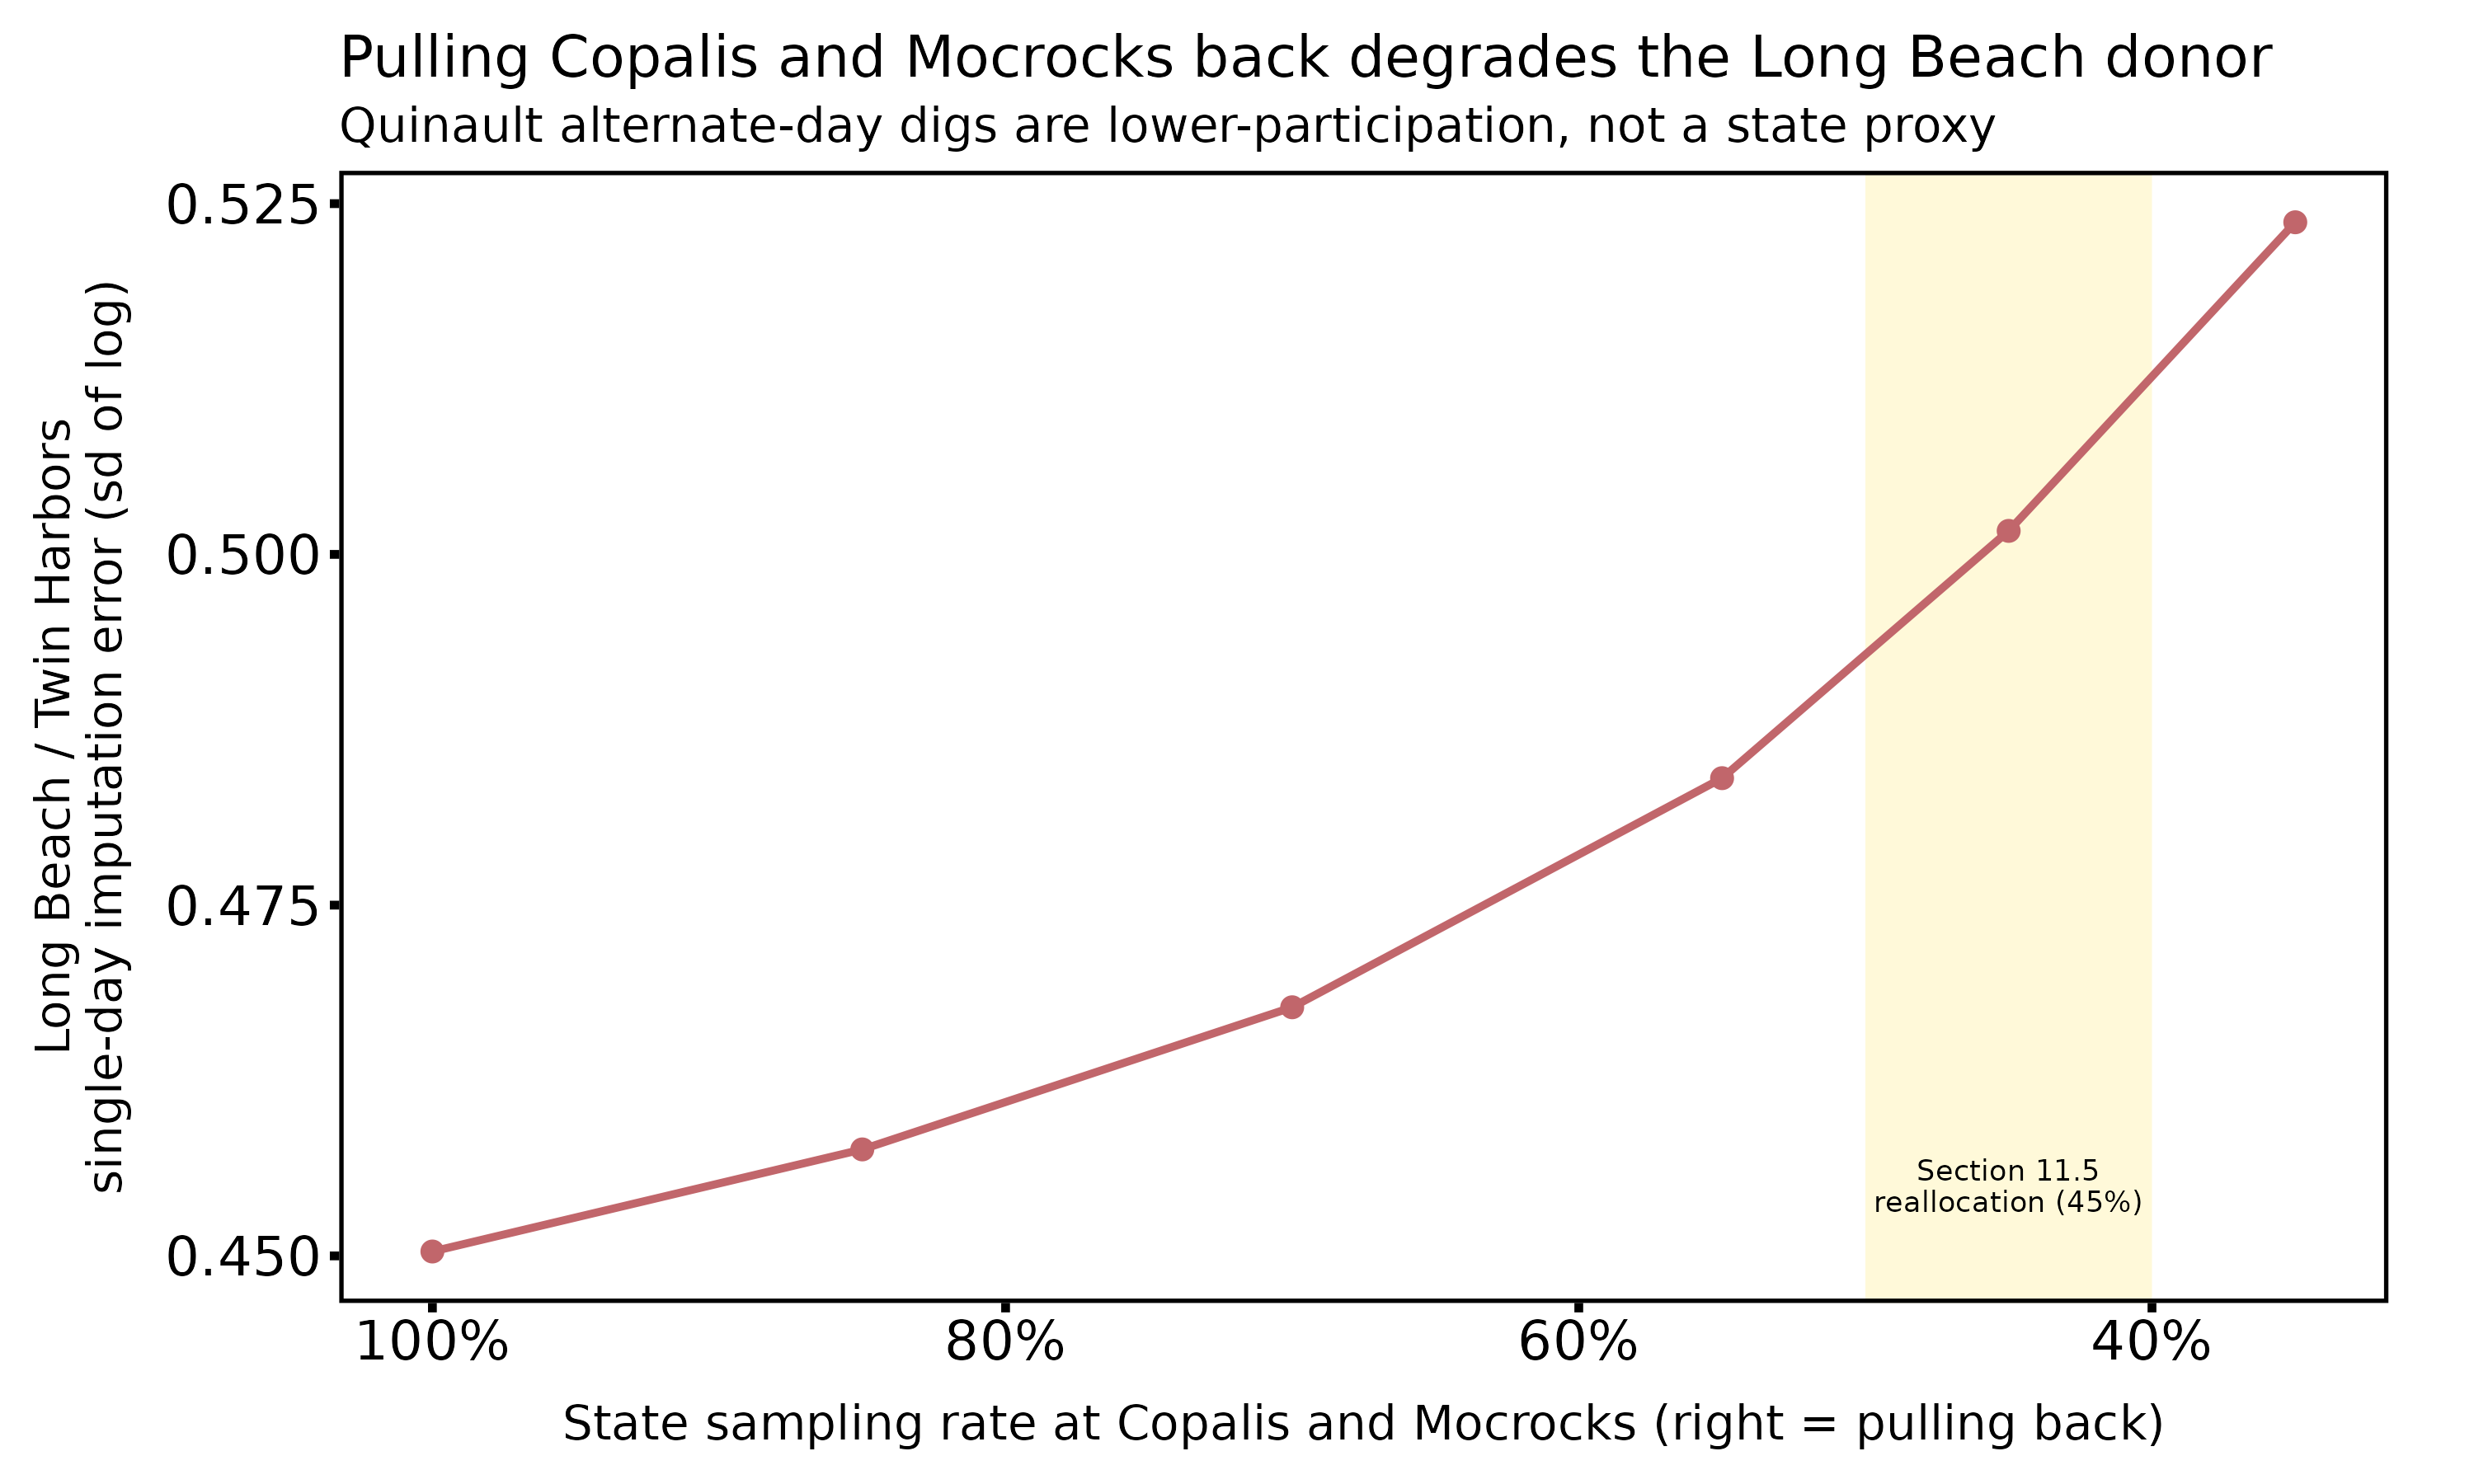 Pulling Copalis and Mocrocks back degrades the Long Beach donor
Quinault alternate-day digs are lower-participation, not a state proxy
Long Beach / Twin Harbors
single-day imputation error (sd of log)
0.525
0.500
0.475
0.450
Section 11.5
reallocation (45%)
100%
80%
60%
40%
State sampling rate at Copalis and Mocrocks (right = pulling back)